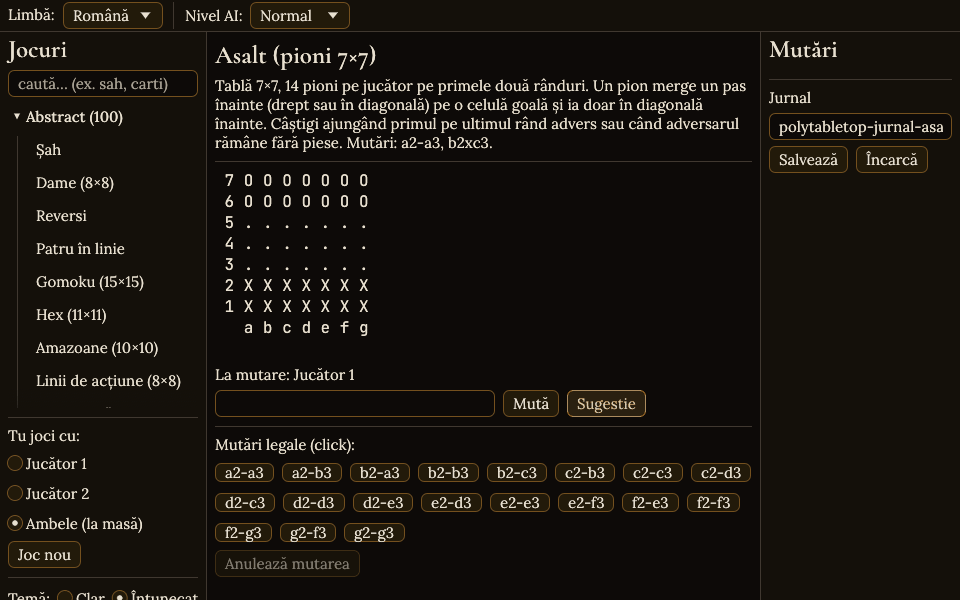 Limbă: Română Nivel AI: Normal
Jocuri
caută... (ex. sah, carti)
Abstract (100)
Șah
Dame (8×8)
Reversi
Patru în linie
Gomoku (15×15)
Hex (11×11)
Amazoane (10×10)
Linii de acțiune (8×8)
Tu joci cu:
Jucător 1
Jucător 2
Ambele (la masă)
Joc nou
Temă: Clar Întunecat
Asalt (pioni 7×7)
Tablă 7×7, 14 pioni pe jucător pe primele două rânduri. Un pion merge un pas
înainte (drept sau în diagonală) pe o celulă goală și ia doar în diagonală
înainte. Câștigi ajungând primul pe ultimul rând advers sau când adversarul
rămâne fără piese. Mutări: a2-a3, b2xc3.
7 O O O O O O O
6 O O O O O O O
5 . . . . . . .
4 . . . . . . .
3 . . . . . . .
2 X X X X X X X
1 X X X X X X X
a b c d e f g
La mutare: Jucător 1
Mută Sugestie
Mutări legale (click):
a2-a3 a2-b3 b2-a3 b2-b3 b2-c3 c2-b3 c2-c3 c2-d3
d2-c3 d2-d3 d2-e3 e2-d3 e2-e3 e2-f3 f2-e3 f2-f3
f2-g3 g2-f3 g2-g3
Anulează mutarea
Mutări
Jurnal
polytabletop-jurnal-asa
Salvează Încarcă